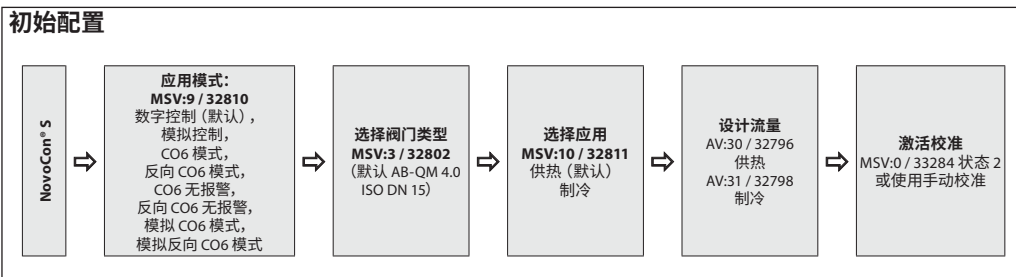 初始配置
NovoCon® S
应用模式：
MSV:9 / 32810
数字控制（默认），
模拟控制，
CO6 模式，
反向 CO6 模式，
CO6 无报警，
反向 CO6 无报警，
模拟 CO6 模式，
模拟反向 CO6 模式
选择阀门类型
MSV:3 / 32802
（默认 AB-QM 4.0
ISO DN 15）
选择应用
MSV:10 / 32811
供热（默认）
制冷
设计流量
AV:30 / 32796
供热
AV:31 / 32798
制冷
激活校准
MSV:0 / 33284 状态 2
或使用手动校准